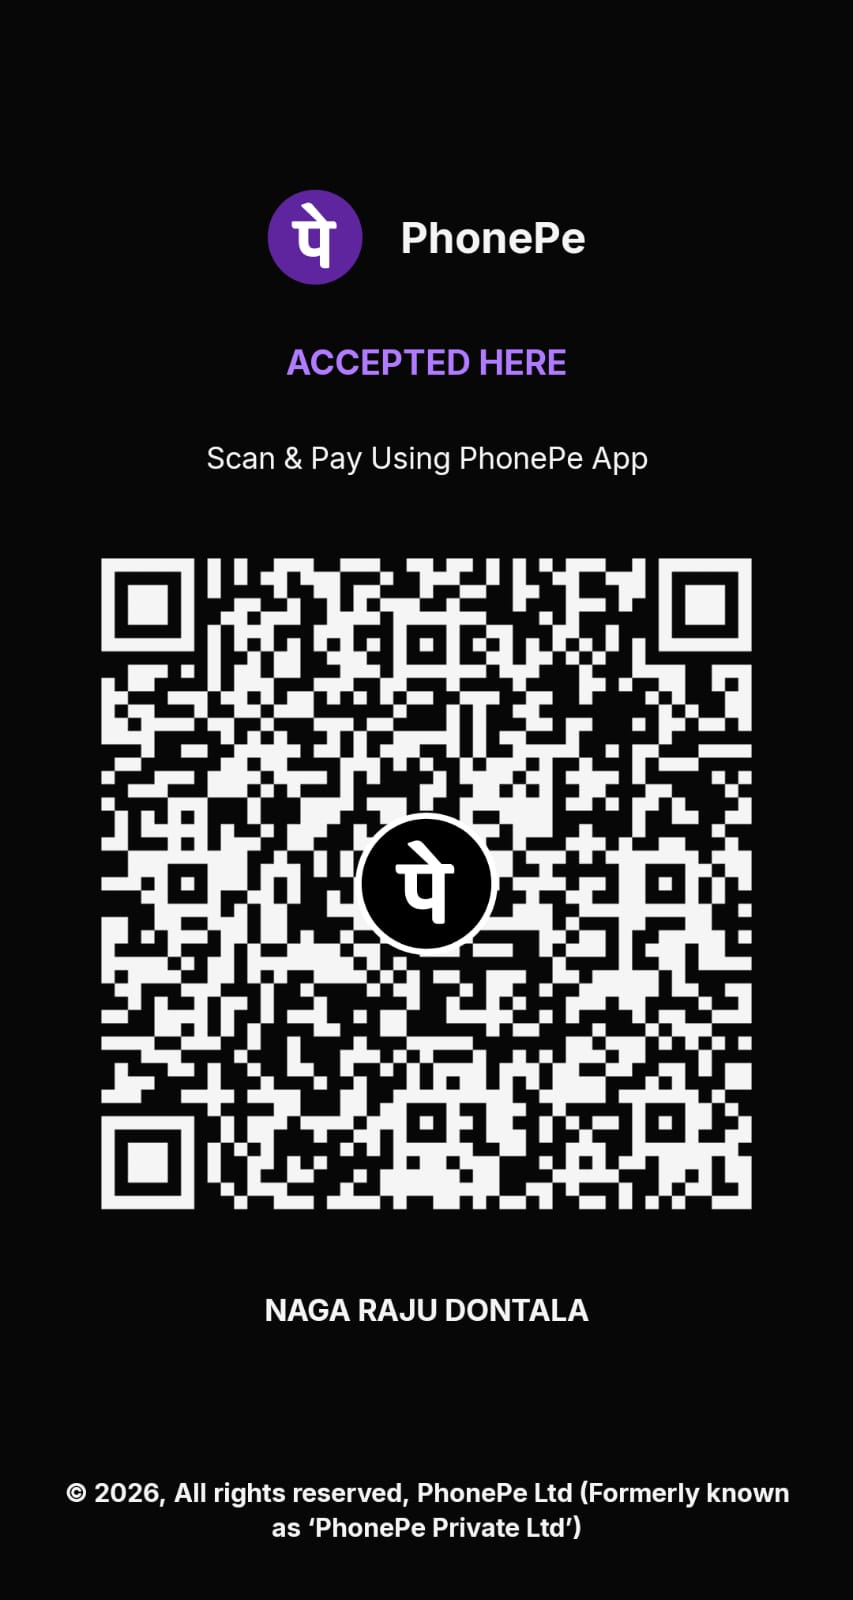 पे PhonePe
ACCEPTED HERE
Scan & Pay Using PhonePe App
पे
NAGA RAJU DONTALA
© 2026, All rights reserved, PhonePe Ltd (Formerly known
as ‘PhonePe Private Ltd’)